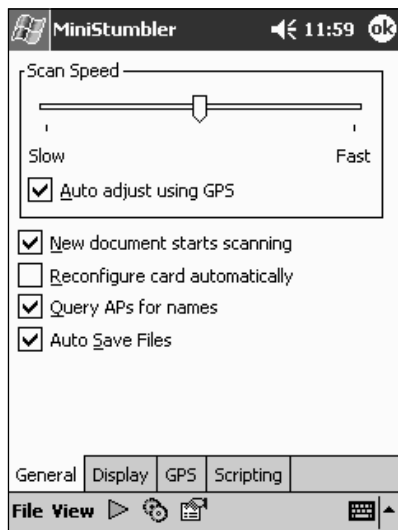 MiniStumbler 11:59 ok
Scan Speed
Slow Fast
Auto adjust using GPS
New document starts scanning
Reconfigure card automatically
Query APs for names
Auto Save Files
General Display GPS Scripting
File View